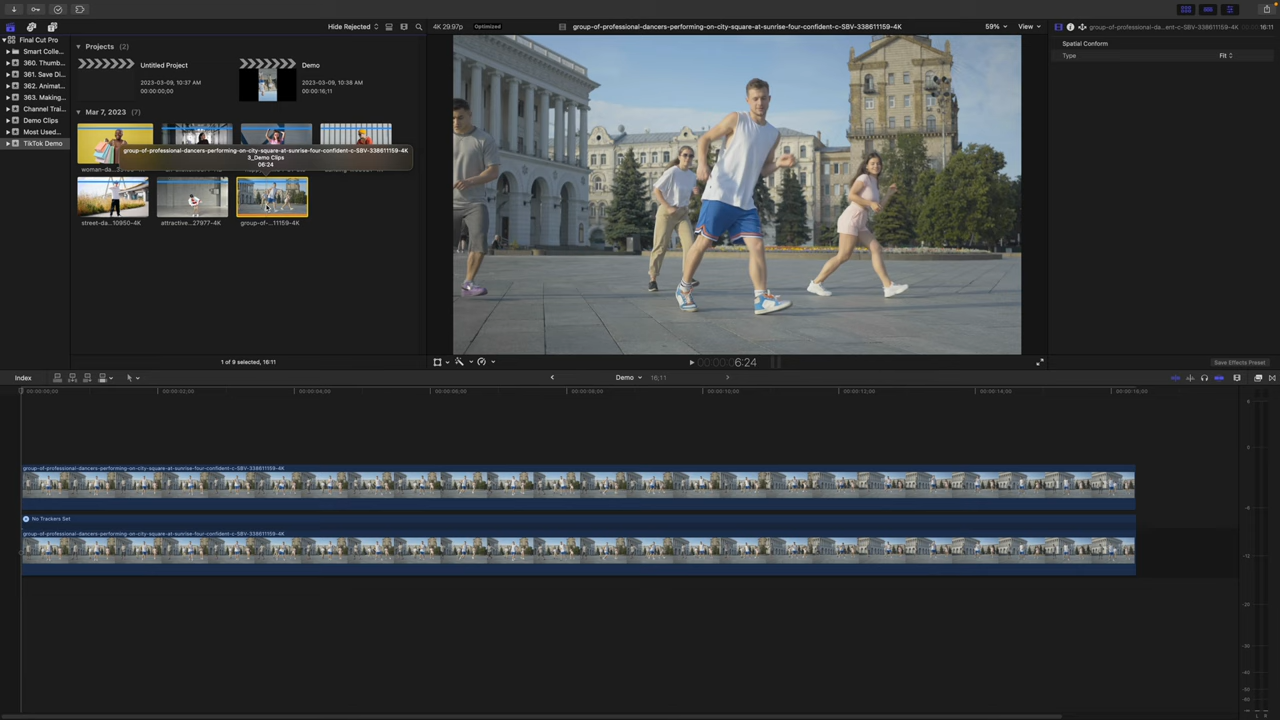 Hide Rejected
4K 29.97p
Optimized
group-of-professional-dancers-performing-on-city-square-at-sunrise-four-confident-c-SBV-338611159-4K
59%
View
group-of-professional-da...ent-c-SBV-338611159-4K
16:11
Final Cut Pro
Smart Colle...
360. Thumb...
361. Save Di...
362. Animat...
363. Making...
Channel Trai...
Demo Clips
Most Used...
TikTok Demo
Projects (2)
Untitled Project
2023-03-09, 10:37 AM
00:00:00;00
Demo
2023-03-09, 10:38 AM
00:00:16;11
Mar 7, 2023 (7)
group-of-professional-dancers-performing-on-city-square-at-sunrise-four-confident-c-SBV-338611159-4K
3_Demo Clips
06:24
street-da...10950-4K
attractive...27977-4K
group-of-...11159-4K
1 of 9 selected, 16:11
Spatial Conform
Type
Fit
6:24
Save Effects Preset
Index
Demo
16;11
00:00:00;00
00:00:02;00
00:00:04;00
00:00:06;00
00:00:08;00
00:00:10;00
00:00:12;00
00:00:14;00
00:00:16;00
group-of-professional-dancers-performing-on-city-square-at-sunrise-four-confident-c-SBV-338611159-4K
No Trackers Set
group-of-professional-dancers-performing-on-city-square-at-sunrise-four-confident-c-SBV-338611159-4K
6
0
-6
-12
-20
-30
-40
-50
-60